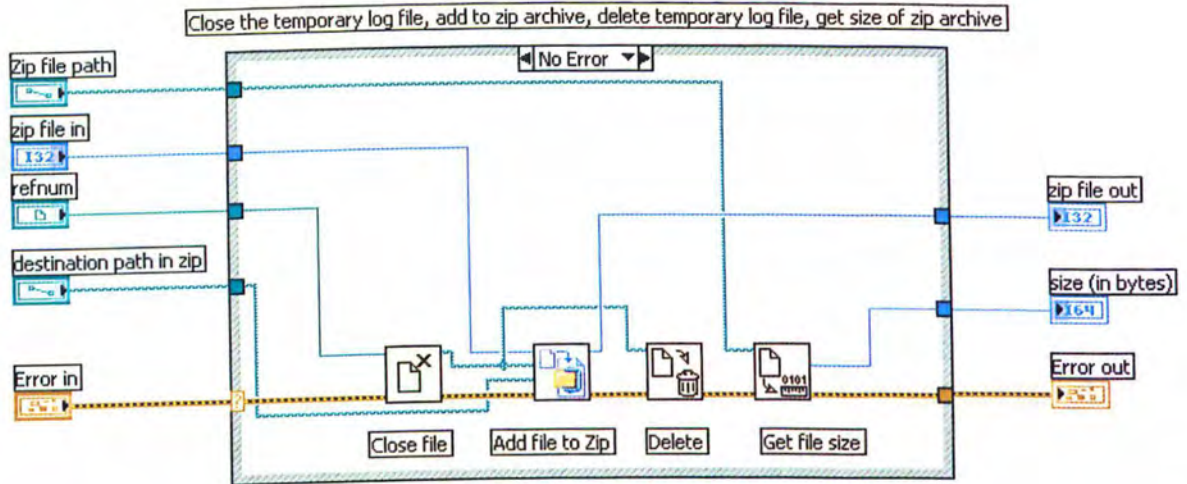 Close the temporary log file, add to zip archive, delete temporary log file, get size of zip archive
No Error
Zip file path
zip file in
I32
refnum
destination path in zip
Error in
?
0101
Close file
Add file to Zip
Delete
Get file size
zip file out
I32
size (in bytes)
I64
Error out